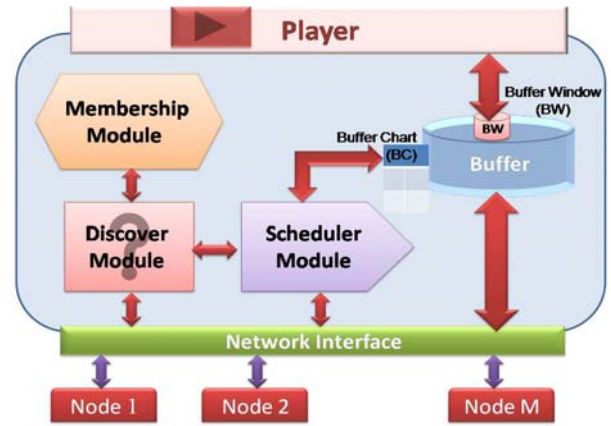 Player
Membership
Module
Buffer Window
(BW)
Buffer Chart
(BC)
BW
Buffer
Discover
Module
?
Scheduler
Module
Network Interface
Node 1
Node 2
Node M